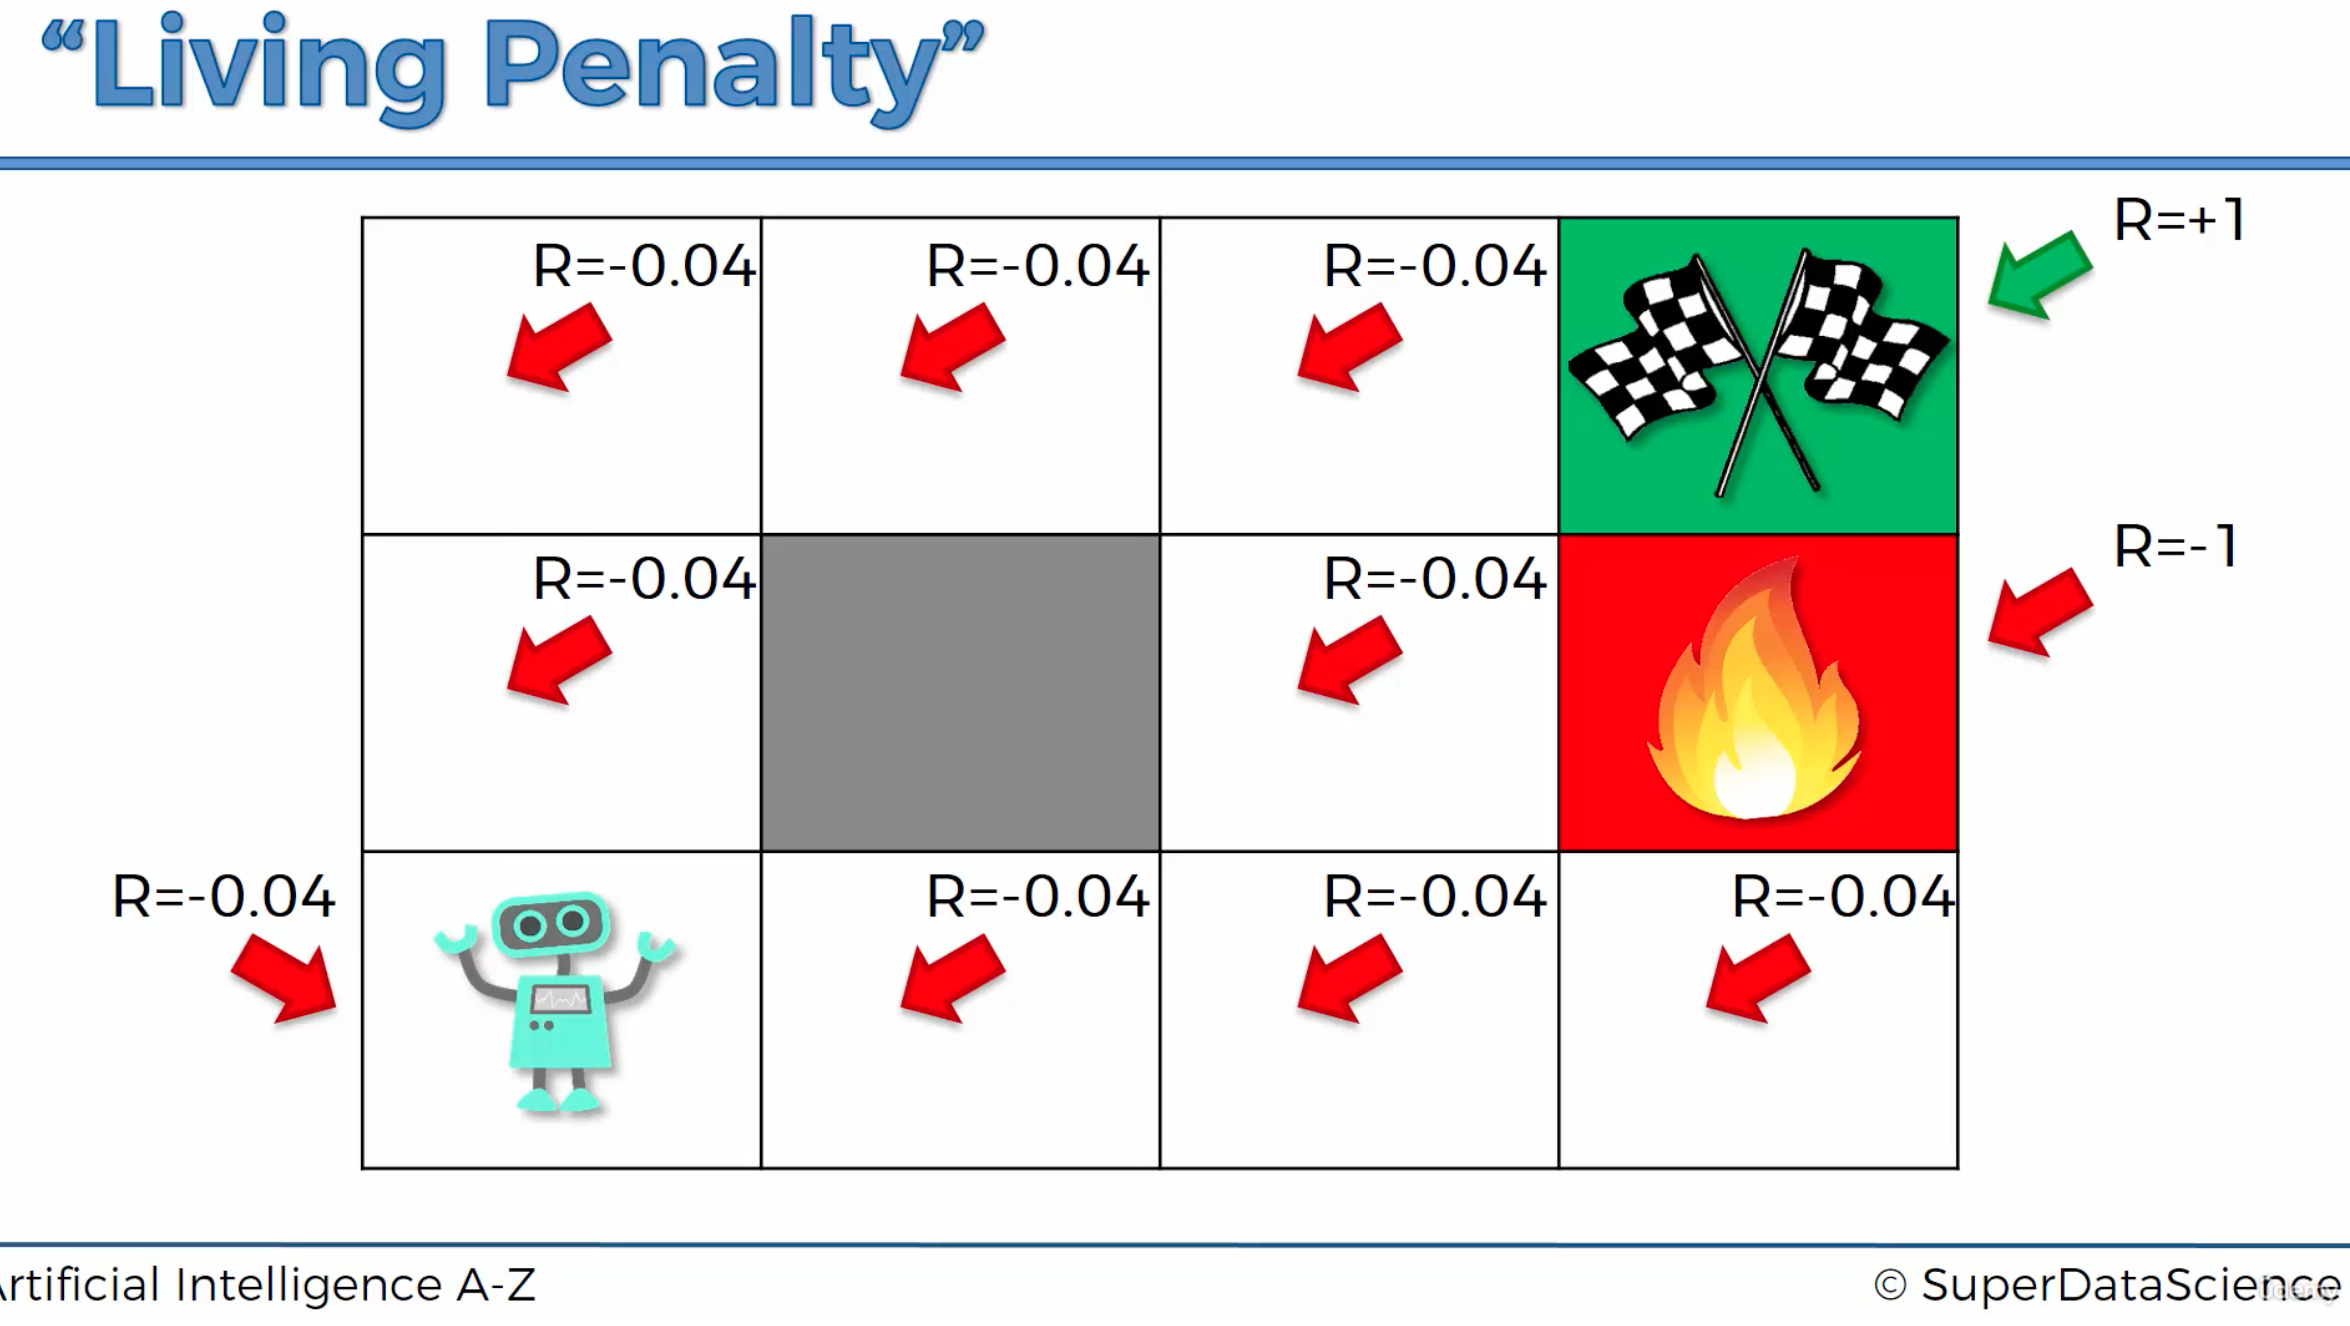 “Living Penalty”
R=+1
R=-0.04 R=-0.04 R=-0.04
R=-1
R=-0.04 R=-0.04
R=-0.04 R=-0.04 R=-0.04 R=-0.04
rtificial Intelligence A-Z
© SuperDataScience
Udemy